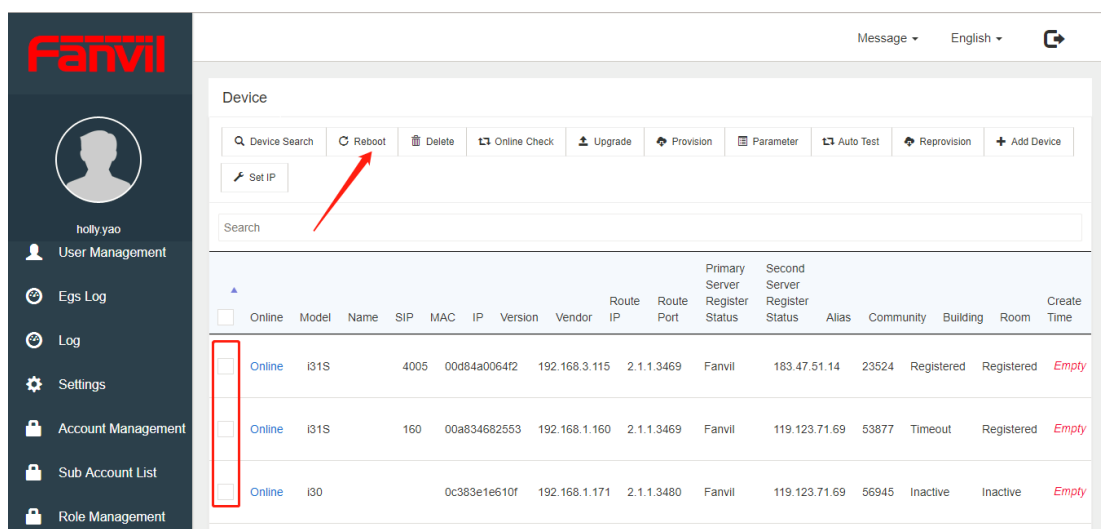 Fanvil
Message English
Device
Device Search Reboot Delete Online Check Upgrade Provision Parameter Auto Test Reprovision Add Device
Set IP
holly.yao
Search
User Management
Egs Log
Log
Settings
Account Management
Sub Account List
Role Management
Online Model Name SIP MAC IP Version Vendor Route IP Route Port Primary Server Register Status Second Server Register Status Alias Community Building Room Create Time
Online i31S 4005 00d84a0064f2 192.168.3.115 2.1.1.3469 Fanvil 183.47.51.14 23524 Registered Registered Empty
Online i31S 160 00a834682553 192.168.1.160 2.1.1.3469 Fanvil 119.123.71.69 53877 Timeout Registered Empty
Online i30 0c383e1e610f 192.168.1.171 2.1.1.3480 Fanvil 119.123.71.69 56945 Inactive Inactive Empty